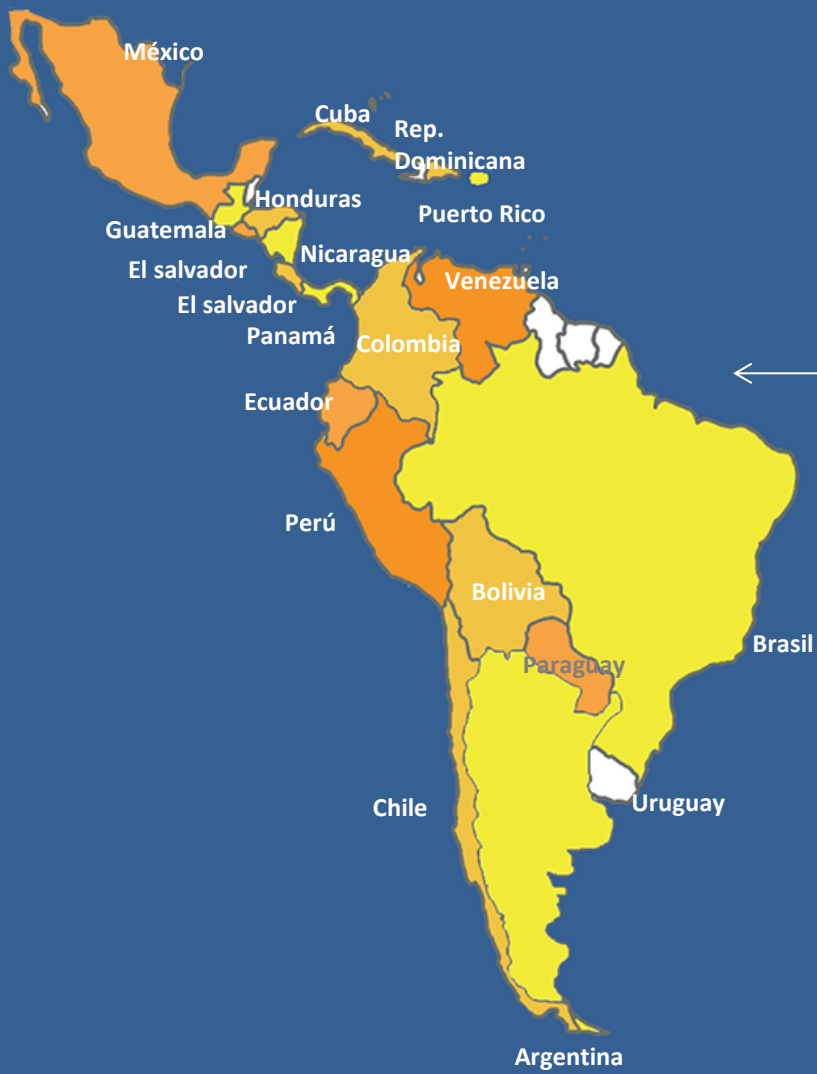 México
Cuba
Rep.
Dominicana
Honduras
Puerto Rico
Guatemala
Nicaragua
El salvador
Venezuela
El salvador
Panamá
Colombia
Ecuador
Perú
Bolivia
Brasil
Paraguay
Chile
Uruguay
Argentina